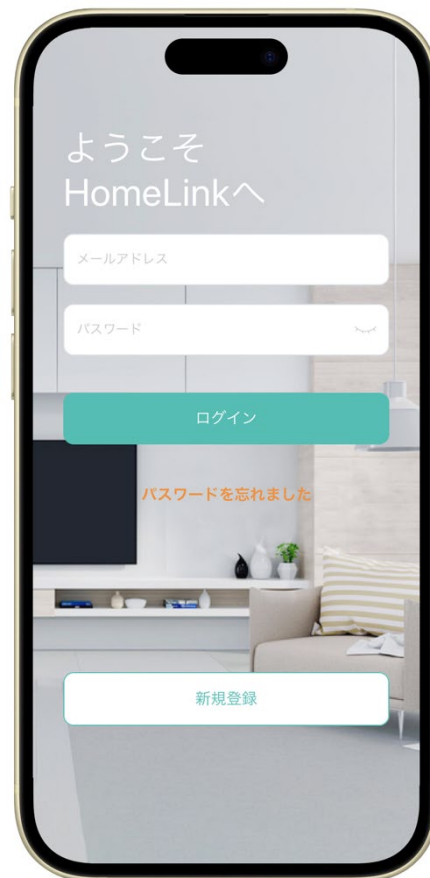 ようこそ
HomeLinkへ
メールアドレス
パスワード
ログイン
パスワードを忘れました
新規登録